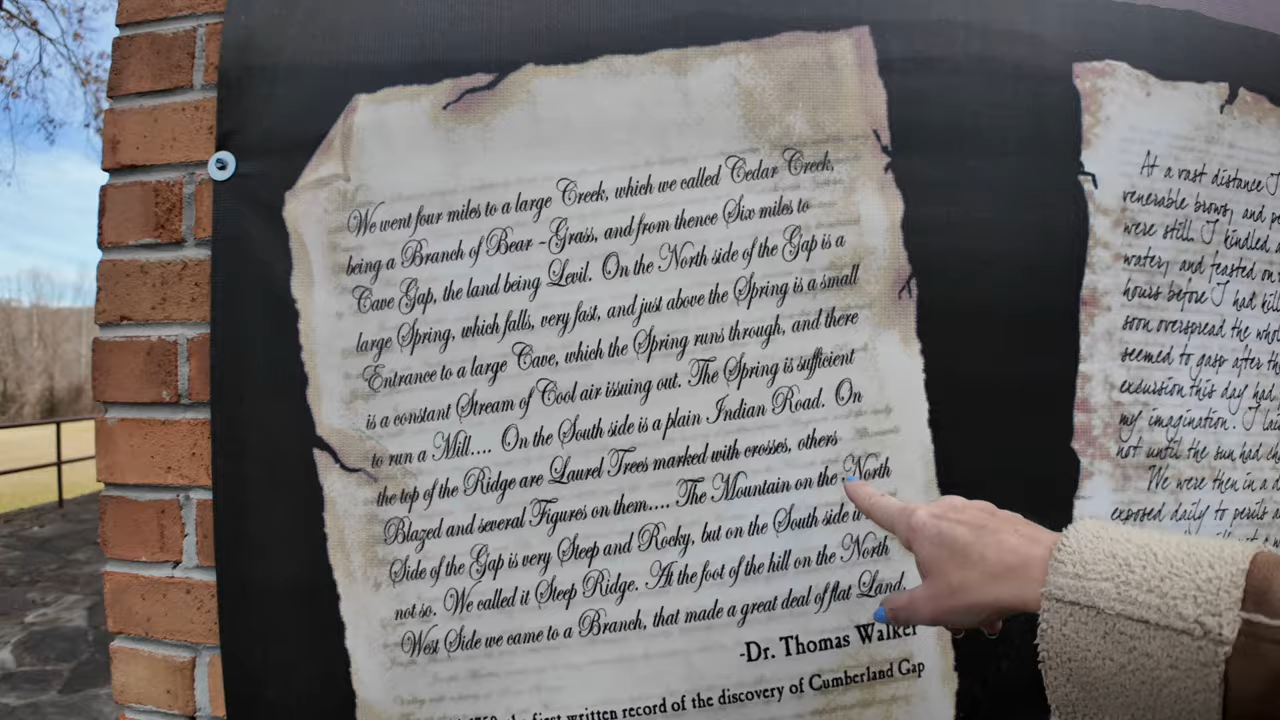 We went four miles to a large Creek, which we called Cedar Creek,
being a Branch of Bear-Grass, and from thence Six miles to
Cave Gap, the land being Levil. On the North side of the Gap is a
large Spring, which falls, very fast, and just above the Spring is a small
Entrance to a large Cave, which the Spring runs through, and there
is a constant Stream of Cool air issuing out. The Spring is sufficient
to run a Mill.... On the South side is a plain Indian Road. On
the top of the Ridge are Laurel Trees marked with crosses, others
Blazed and several Figures on them.... The Mountain on the North
Side of the Gap is very Steep and Rocky, but on the South side
not so. We called it Steep Ridge. At the foot of the hill on the North
West Side we came to a Branch, that made a great deal of flat Land.
-Dr. Thomas Walker
first written record of the discovery of Cumberland Gap
At a vast distance I
venerable brows, and
were still. I kindled
water, and feasted on
hours before I had
soon overspread the
seemed to gasp after
excursion this day had
my imagination. I
not until the sun had
We were then in a
exposed daily to perils